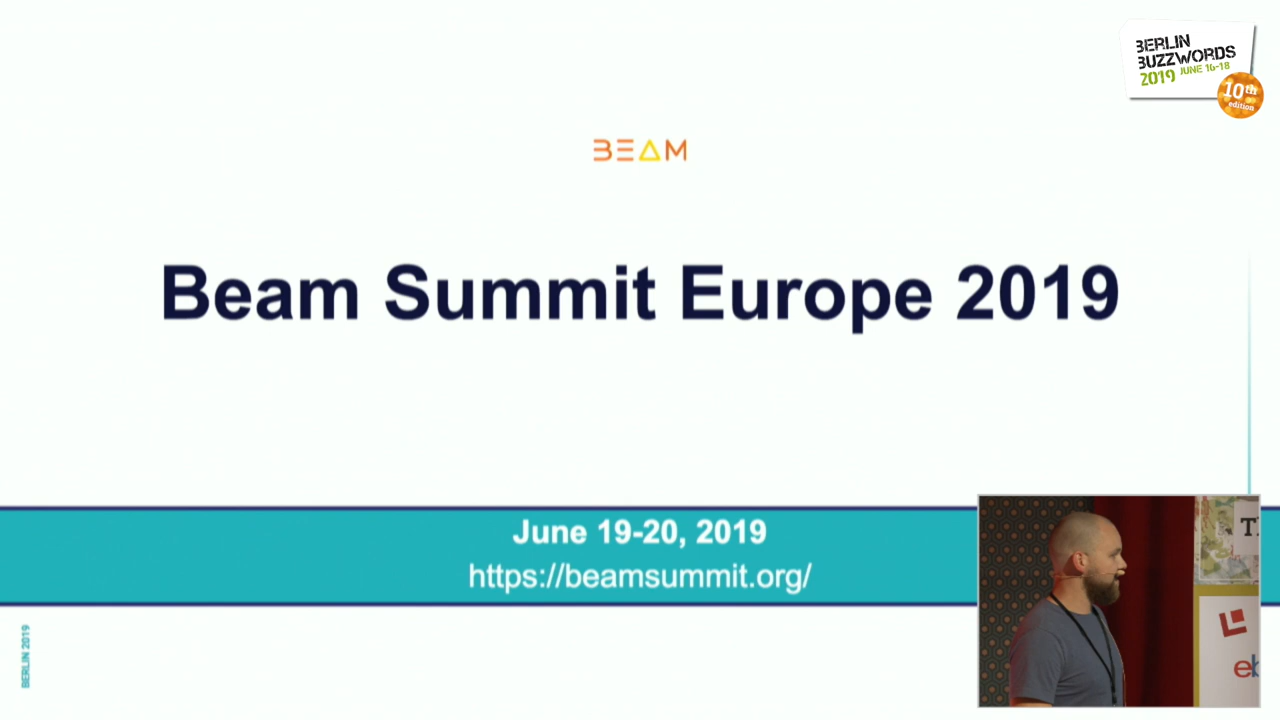 BERLIN
BUZZWORDS
2019 JUNE 16-18
10th
edition
BEAM
Beam Summit Europe 2019
June 19-20, 2019
https://beamsummit.org/
BERLIN 2019